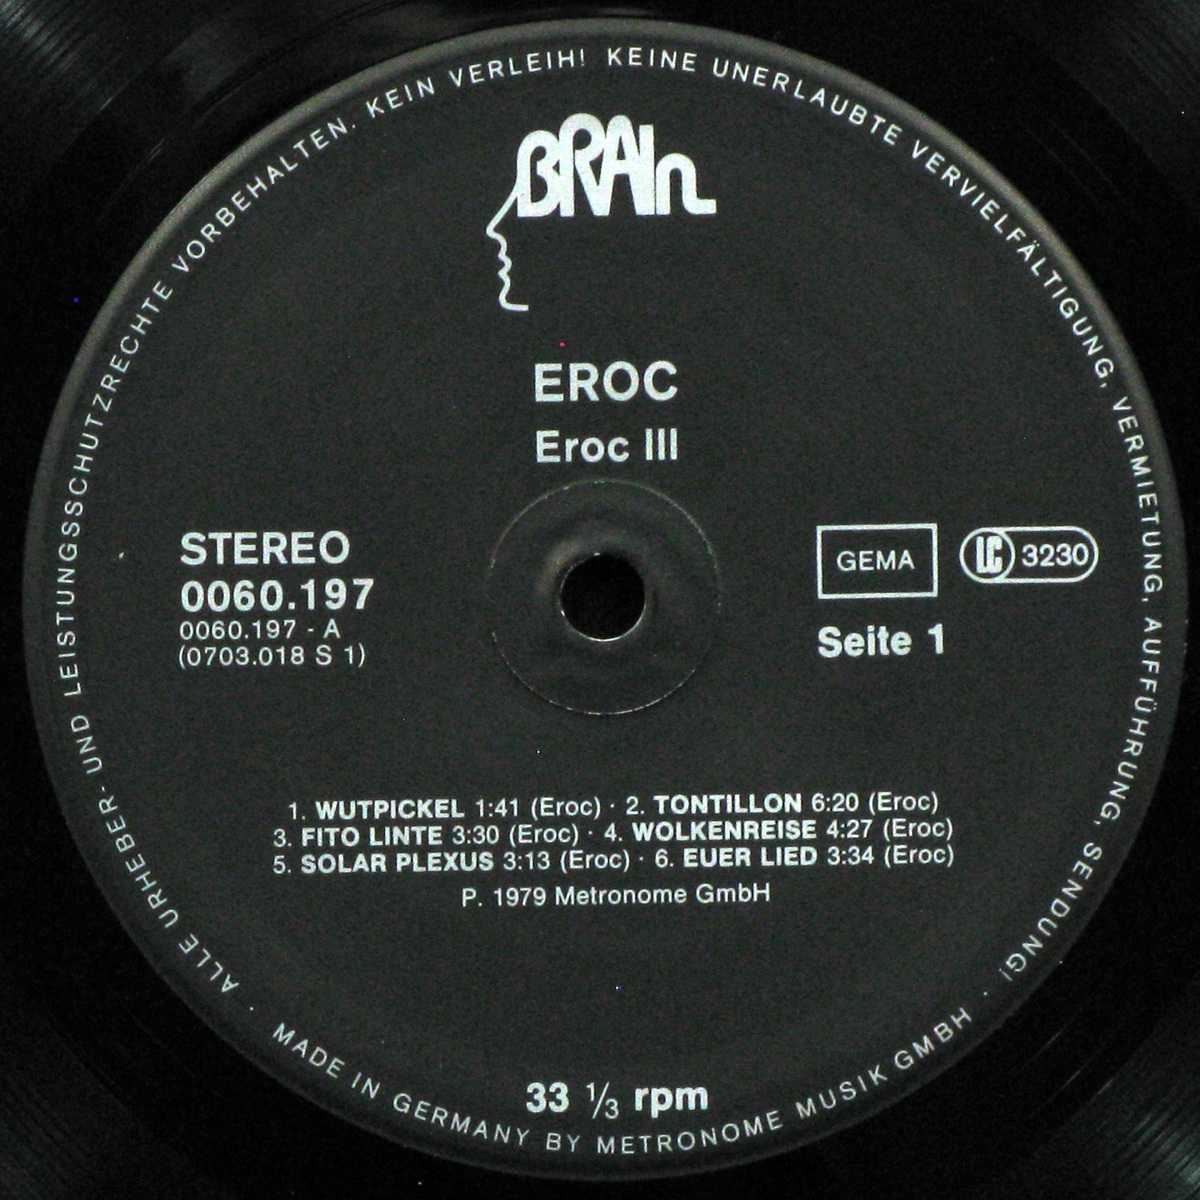 ALLE URHEBER- UND LEISTUNGSSCHUTZRECHTE VORBEHALTEN. KEIN VERLEIH! KEINE UNERLAUBTE VERVIELFÄLTIGUNG, VERMIETUNG, AUFFÜHRUNG, SENDUNG!
BRAIn
EROC
Eroc III
STEREO
0060.197
0060.197 - A
(0703.018 S 1)
GEMA
LC 3230
Seite 1
1. WUTPICKEL 1:41 (Eroc) · 2. TONTILLON 6:20 (Eroc)
3. FITO LINTE 3:30 (Eroc) · 4. WOLKENREISE 4:27 (Eroc)
5. SOLAR PLEXUS 3:13 (Eroc) · 6. EUER LIED 3:34 (Eroc)
P. 1979 Metronome GmbH
33 ⅓ rpm
· MADE IN GERMANY BY METRONOME MUSIK GMBH ·